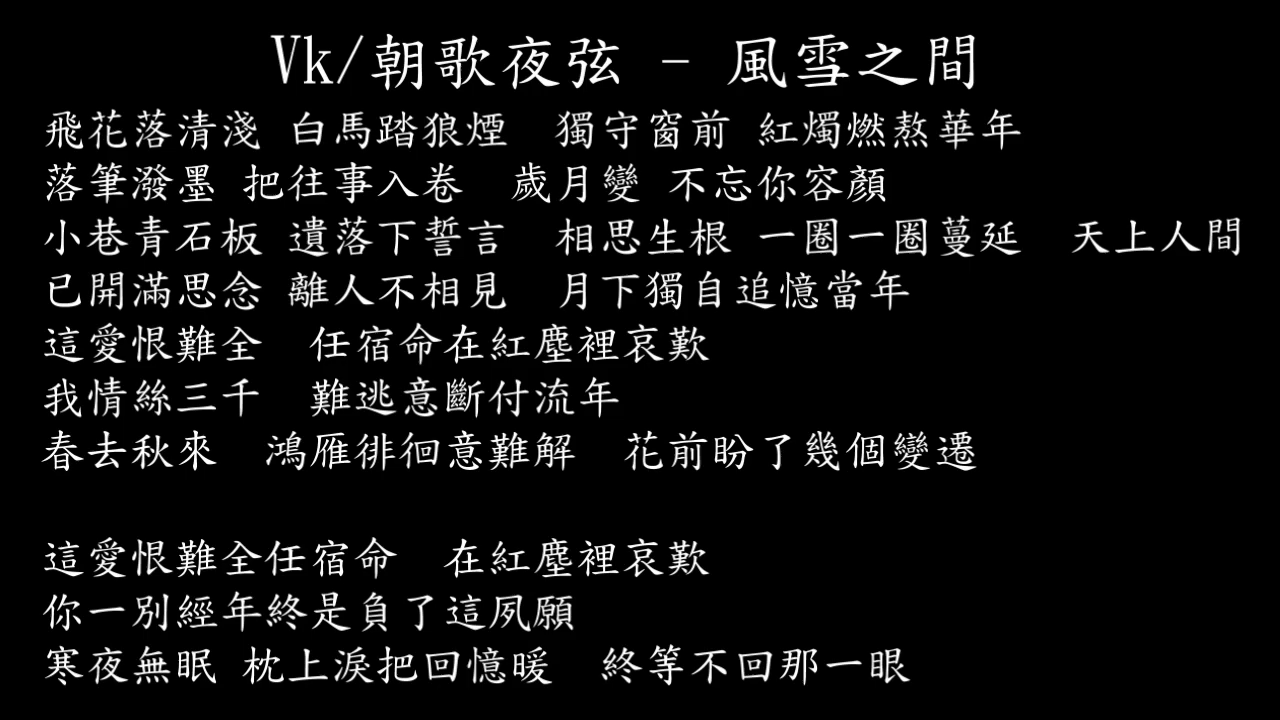 Vk/朝歌夜弦 - 風雪之間
飛花落清淺 白馬踏狼煙　獨守窗前 紅燭燃熬華年
落筆潑墨 把往事入卷　歲月變 不忘你容顏
小巷青石板 遺落下誓言　相思生根 一圈一圈蔓延　天上人間
已開滿思念 離人不相見　月下獨自追憶當年
這愛恨難全　任宿命在紅塵裡哀歎
我情絲三千　難逃意斷付流年
春去秋來　鴻雁徘徊意難解　花前盼了幾個變遷
這愛恨難全任宿命　在紅塵裡哀歎
你一別經年終是負了這夙願
寒夜無眠 枕上淚把回憶暖　終等不回那一眼